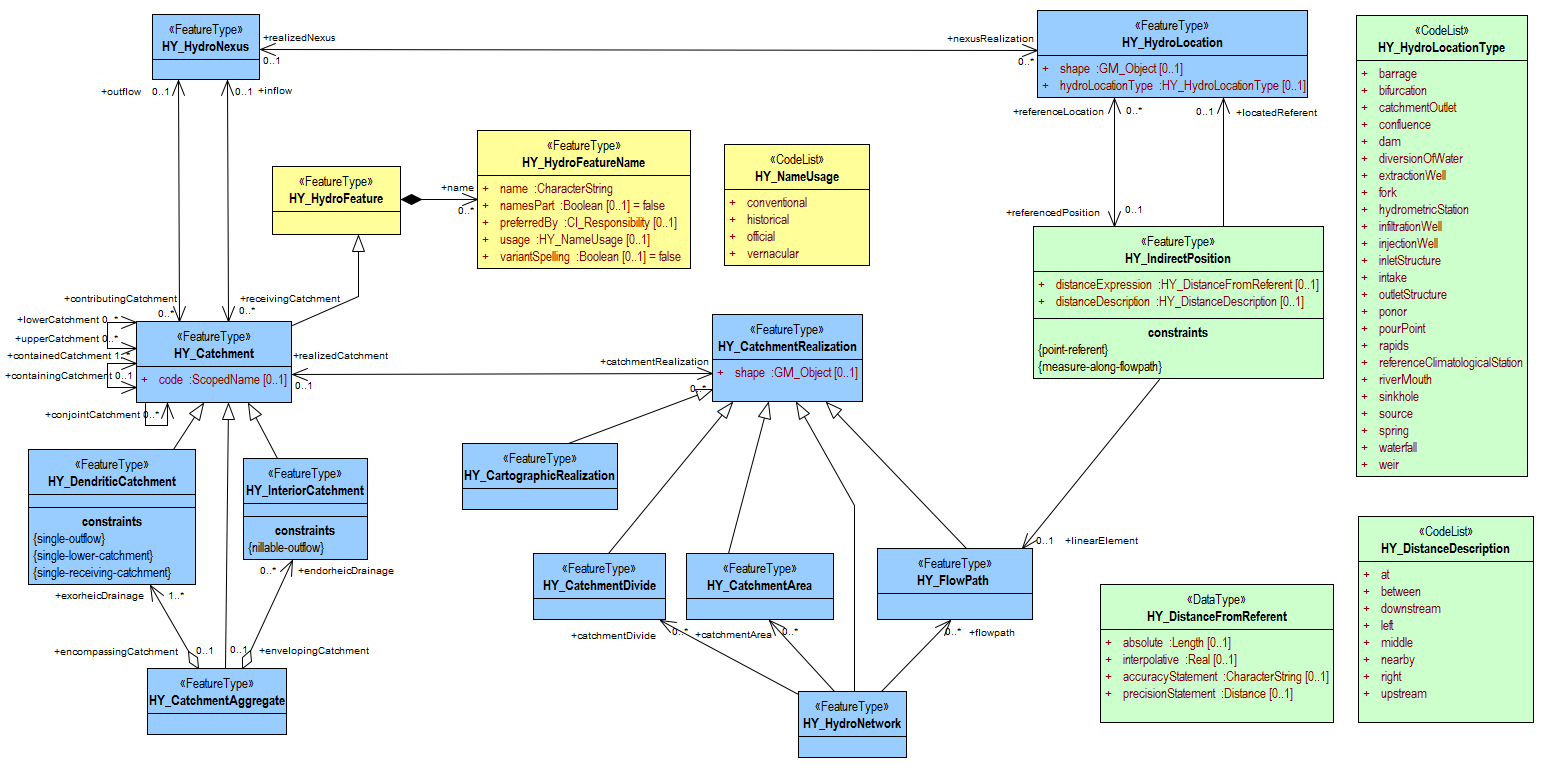 «FeatureType»
HY_HydroNexus
+realizedNexus
0..1
+nexusRealization
0..*
«FeatureType»
HY_HydroLocation
+ shape :GM_Object [0..1]
+ hydroLocationType :HY_HydroLocationType [0..1]
+outflow 0..1
0..1 +inflow
+referenceLocation 0..*
0..1 +locatedReferent
«FeatureType»
HY_HydroFeature
+name
0..*
«FeatureType»
HY_HydroFeatureName
+ name :CharacterString
+ namesPart :Boolean [0..1] = false
+ preferredBy :CI_Responsibility [0..1]
+ usage :HY_NameUsage [0..1]
+ variantSpelling :Boolean [0..1] = false
«CodeList»
HY_NameUsage
+ conventional
+ historical
+ official
+ vernacular
+referencedPosition 0..1
«FeatureType»
HY_IndirectPosition
+ distanceExpression :HY_DistanceFromReferent [0..1]
+ distanceDescription :HY_DistanceDescription [0..1]
constraints
{point-referent}
{measure-along-flowpath}
«CodeList»
HY_HydroLocationType
+ barrage
+ bifurcation
+ catchmentOutlet
+ confluence
+ dam
+ diversionOfWater
+ extractionWell
+ fork
+ hydrometricStation
+ infiltrationWell
+ injectionWell
+ inletStructure
+ intake
+ outletStructure
+ ponor
+ pourPoint
+ rapids
+ referenceClimatologicalStation
+ riverMouth
+ sinkhole
+ source
+ spring
+ waterfall
+ weir
+contributingCatchment
0..*
+receivingCatchment
0..*
+lowerCatchment 0..*
+upperCatchment 0..*
+containedCatchment 1..*
+containingCatchment 0..1
+conjointCatchment 0..*
«FeatureType»
HY_Catchment
+ code :ScopedName [0..1]
+realizedCatchment
0..1
+catchmentRealization
0..*
«FeatureType»
HY_CatchmentRealization
+ shape :GM_Object [0..1]
«FeatureType»
HY_DendriticCatchment
constraints
{single-outflow}
{single-lower-catchment}
{single-receiving-catchment}
«FeatureType»
HY_InteriorCatchment
constraints
{nillable-outflow}
«FeatureType»
HY_CartographicRealization
0..* +endorheicDrainage
+exorheicDrainage 1..*
+encompassingCatchment 0..1
0..1 +envelopingCatchment
«FeatureType»
HY_CatchmentAggregate
«FeatureType»
HY_CatchmentDivide
«FeatureType»
HY_CatchmentArea
«FeatureType»
HY_FlowPath
0..1 +linearElement
+catchmentDivide 0..*
+catchmentArea 0..*
0..* +flowpath
«FeatureType»
HY_HydroNetwork
«DataType»
HY_DistanceFromReferent
+ absolute :Length [0..1]
+ interpolative :Real [0..1]
+ accuracyStatement :CharacterString [0..1]
+ precisionStatement :Distance [0..1]
«CodeList»
HY_DistanceDescription
+ at
+ between
+ downstream
+ left
+ middle
+ nearby
+ right
+ upstream